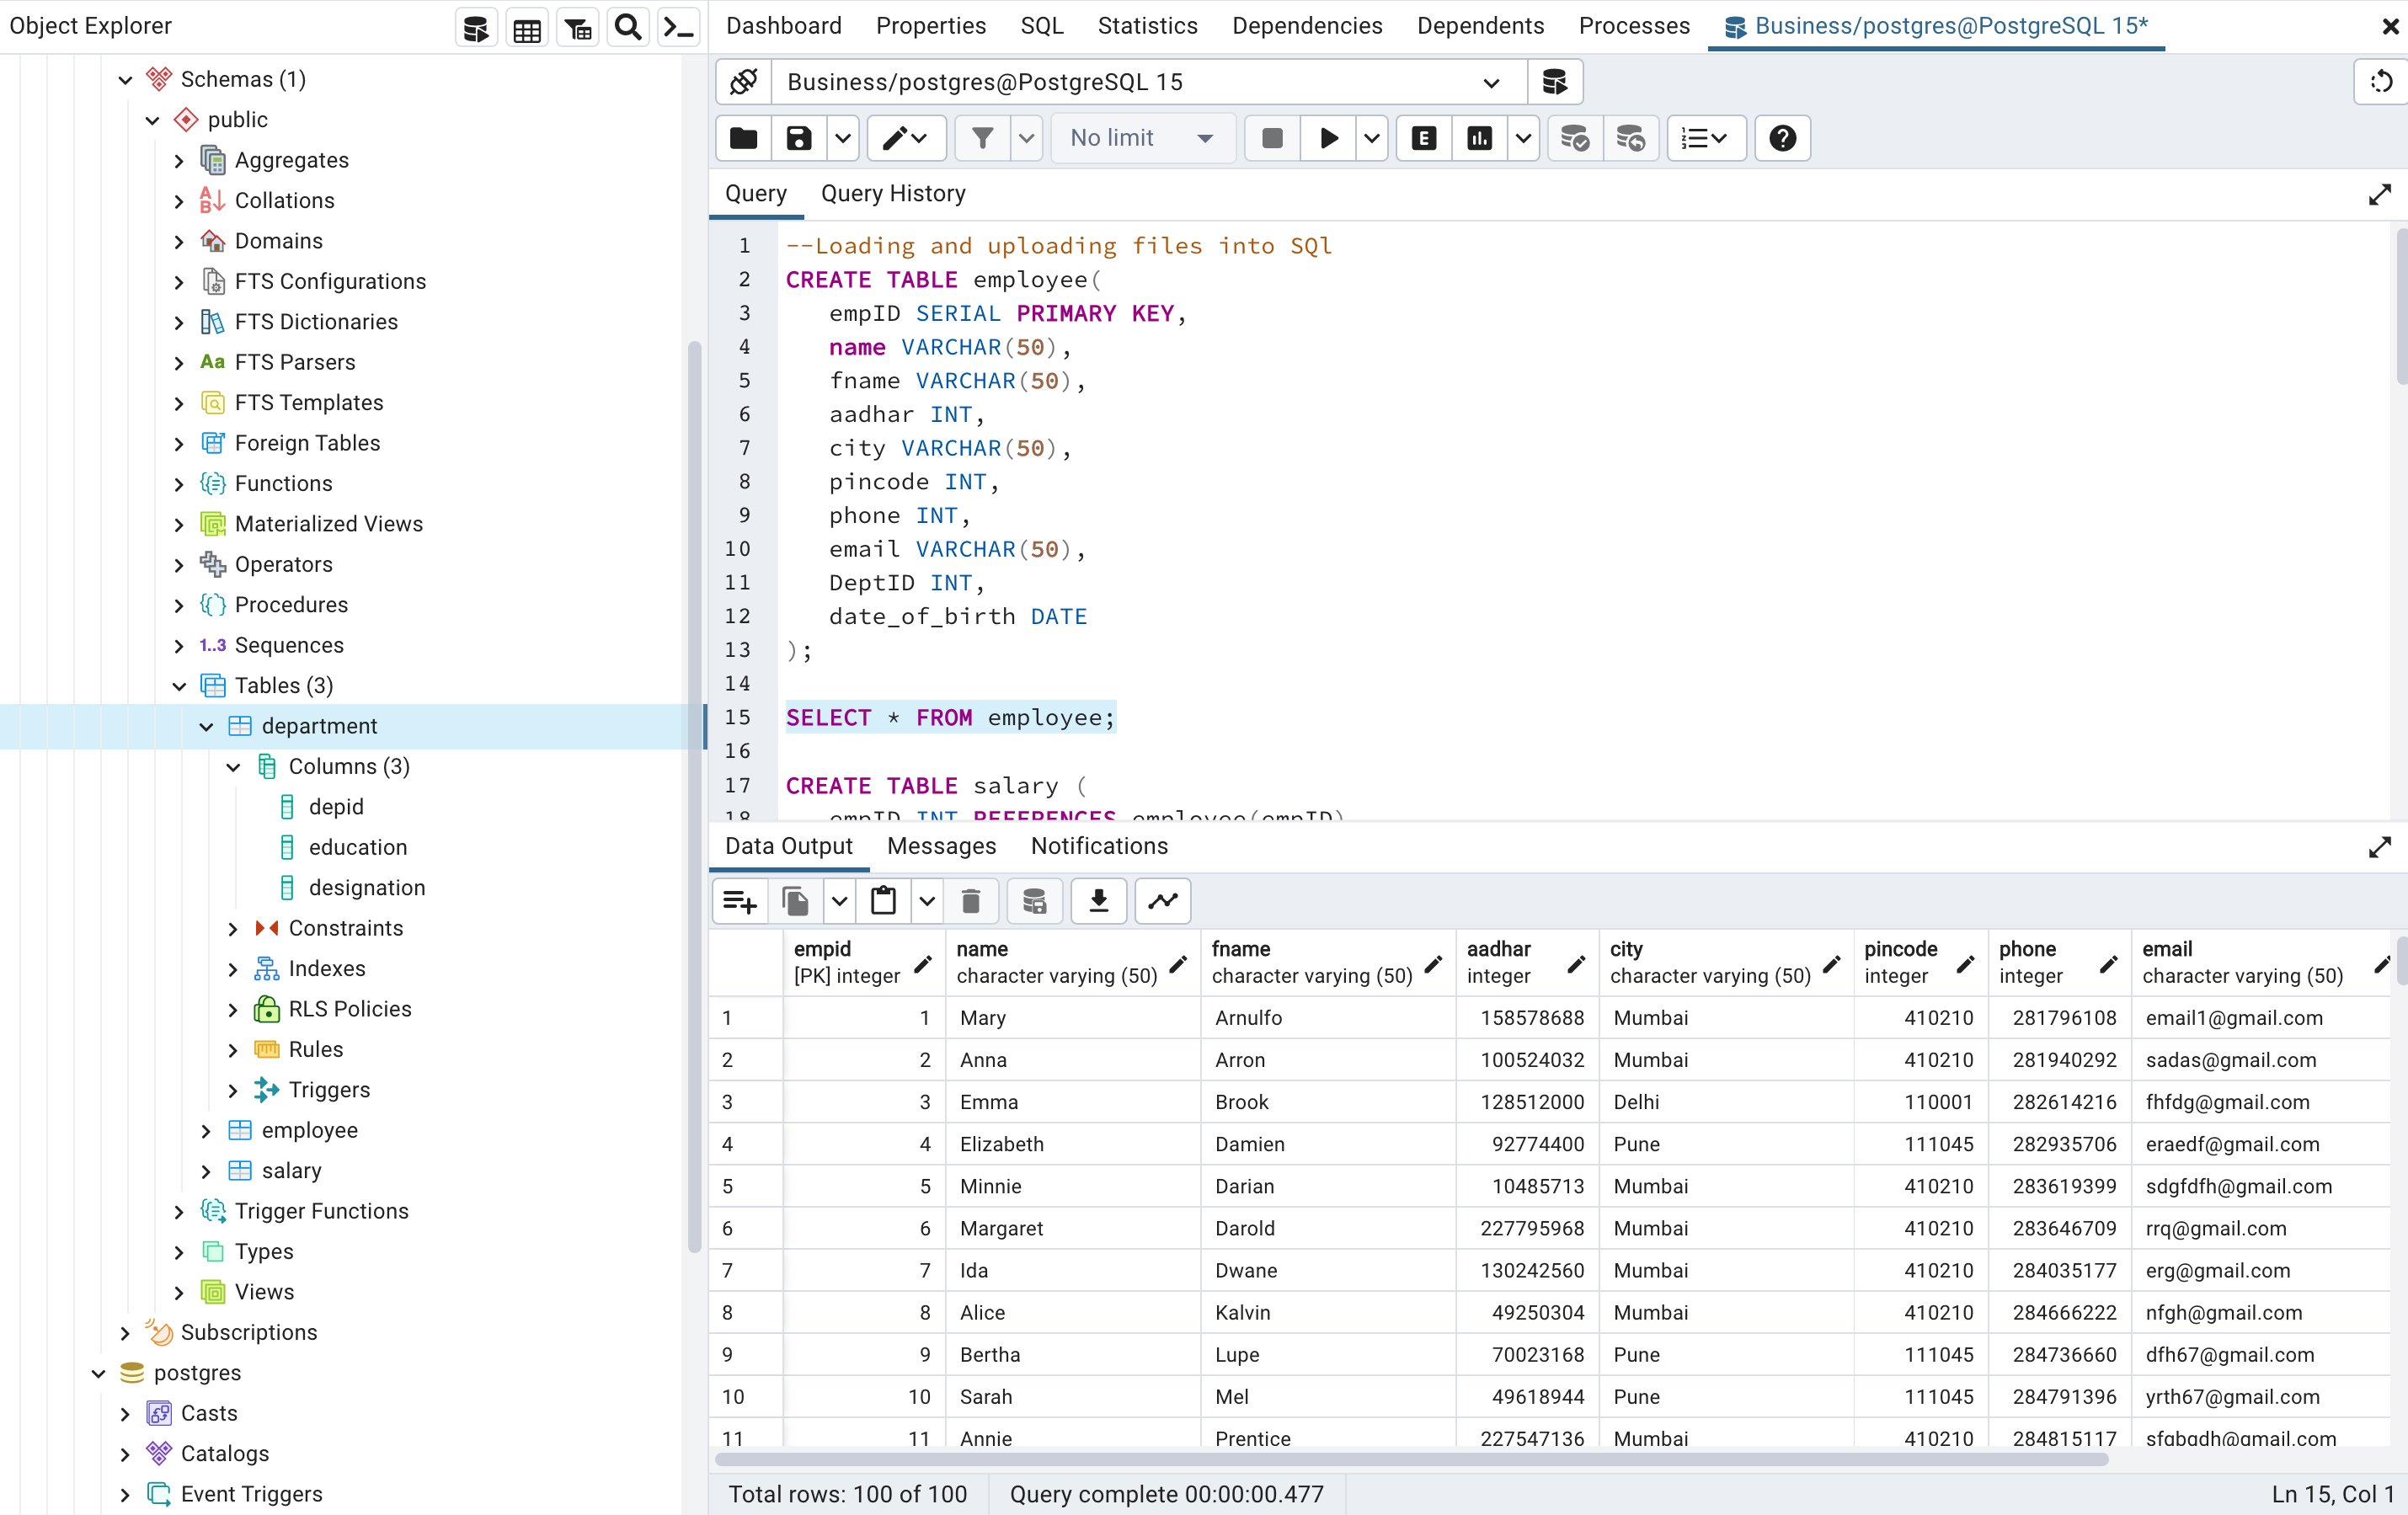 Object Explorer
Schemas (1)
public
Aggregates
Collations
Domains
FTS Configurations
FTS Dictionaries
Aa FTS Parsers
FTS Templates
Foreign Tables
Functions
Materialized Views
Operators
Procedures
1..3 Sequences
Tables (3)
department
Columns (3)
depid
education
designation
Constraints
Indexes
RLS Policies
Rules
Triggers
employee
salary
Trigger Functions
Types
Views
Subscriptions
postgres
Casts
Catalogs
Event Triggers
Dashboard Properties SQL Statistics Dependencies Dependents Processes Business/postgres@PostgreSQL 15*
Business/postgres@PostgreSQL 15
No limit E
Query Query History
1 --Loading and uploading files into SQl
2 CREATE TABLE employee(
3 empID SERIAL PRIMARY KEY,
4 name VARCHAR(50),
5 fname VARCHAR(50),
6 aadhar INT,
7 city VARCHAR(50),
8 pincode INT,
9 phone INT,
10 email VARCHAR(50),
11 DeptID INT,
12 date_of_birth DATE
13 );
14
15 SELECT * FROM employee;
16
17 CREATE TABLE salary (
18 empID INT REFERENCES employee(empID)
Data Output Messages Notifications
empid name fname aadhar city pincode phone email
[PK] integer character varying (50) character varying (50) integer character varying (50) integer integer character varying (50)
1 1 Mary Arnulfo 158578688 Mumbai 410210 281796108 email1@gmail.com
2 2 Anna Arron 100524032 Mumbai 410210 281940292 sadas@gmail.com
3 3 Emma Brook 128512000 Delhi 110001 282614216 fhfdg@gmail.com
4 4 Elizabeth Damien 92774400 Pune 111045 282935706 eraedf@gmail.com
5 5 Minnie Darian 10485713 Mumbai 410210 283619399 sdgfdfh@gmail.com
6 6 Margaret Darold 227795968 Mumbai 410210 283646709 rrq@gmail.com
7 7 Ida Dwane 130242560 Mumbai 410210 284035177 erg@gmail.com
8 8 Alice Kalvin 49250304 Mumbai 410210 284666222 nfgh@gmail.com
9 9 Bertha Lupe 70023168 Pune 111045 284736660 dfh67@gmail.com
10 10 Sarah Mel 49618944 Pune 111045 284791396 yrth67@gmail.com
11 11 Annie Prentice 227547136 Mumbai 410210 284815117 sfgbgdh@gmail.com
Total rows: 100 of 100 Query complete 00:00:00.477 Ln 15, Col 1